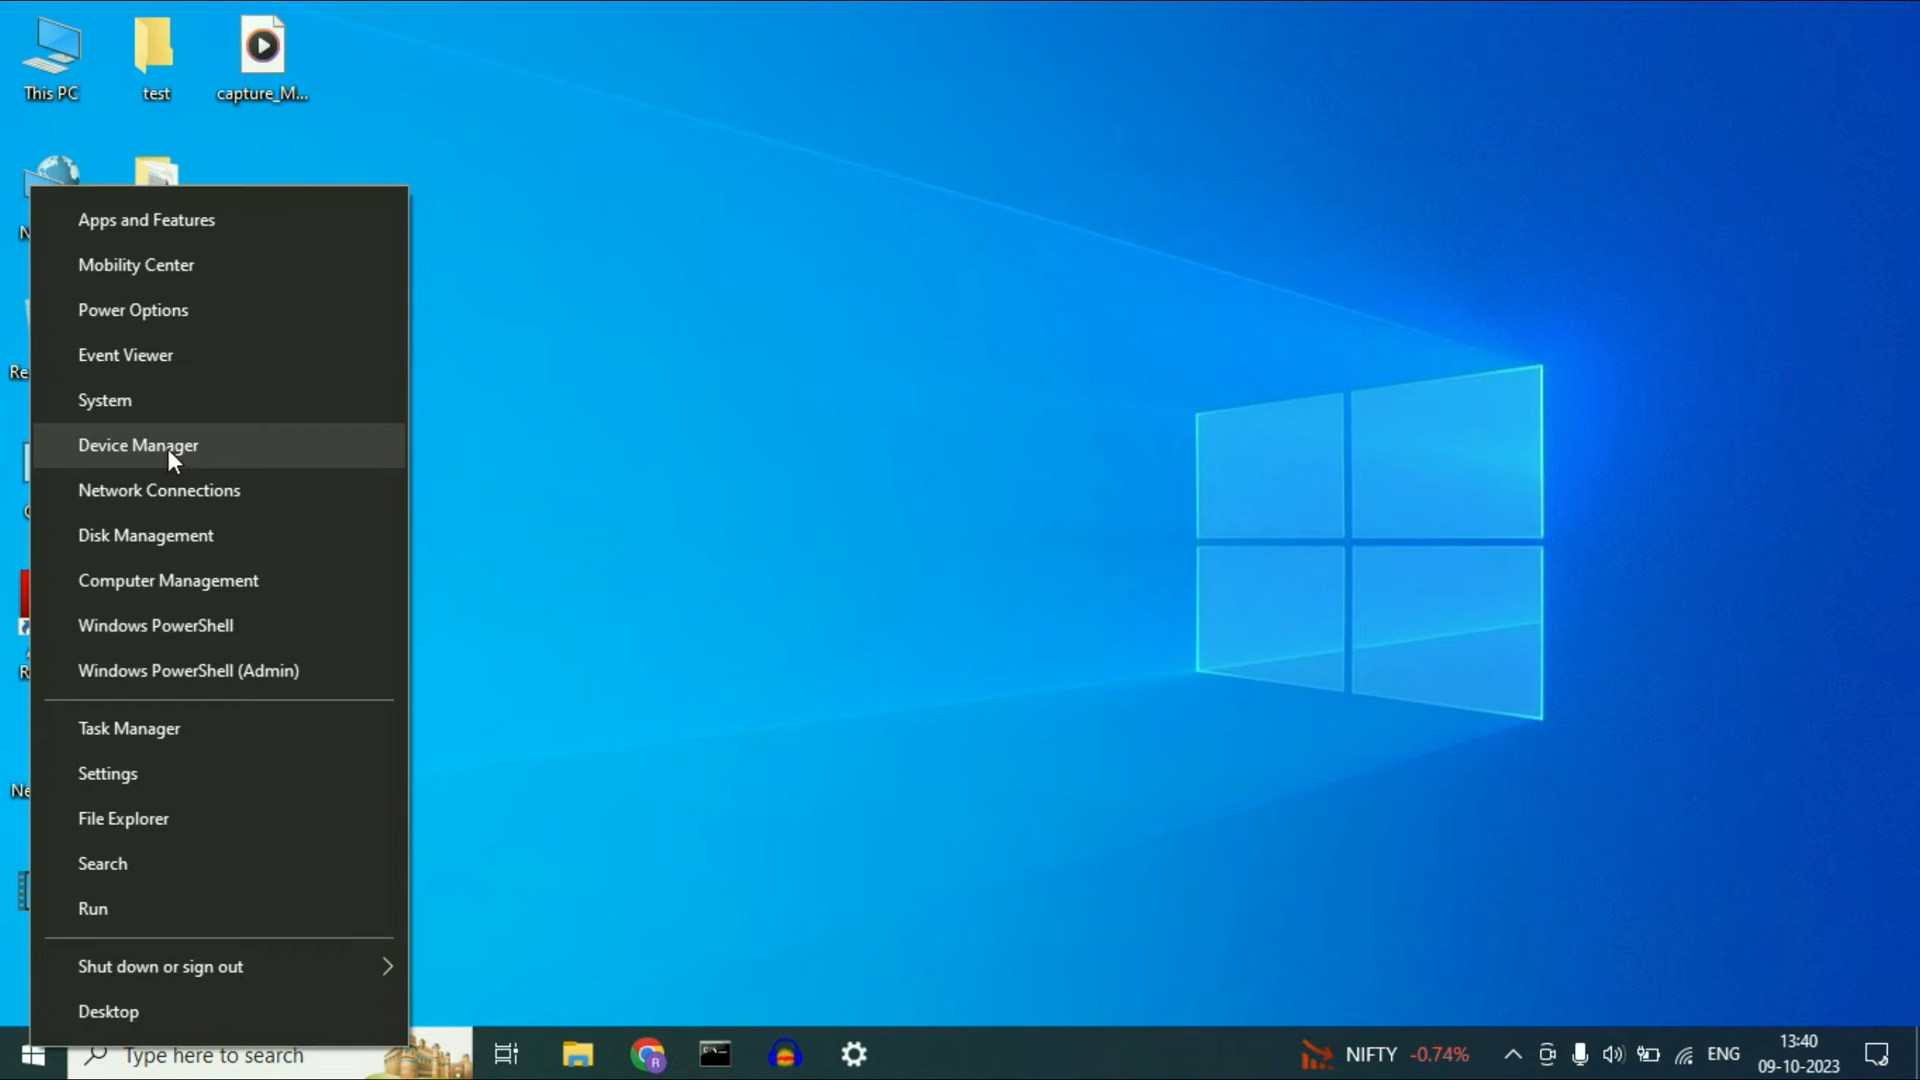 This PC
test
capture_M...
Apps and Features
Mobility Center
Power Options
Event Viewer
System
Device Manager
Network Connections
Disk Management
Computer Management
Windows PowerShell
Windows PowerShell (Admin)
Task Manager
Settings
File Explorer
Search
Run
Shut down or sign out
Desktop
Type here to search
NIFTY -0.74%
ENG
13:40
09-10-2023